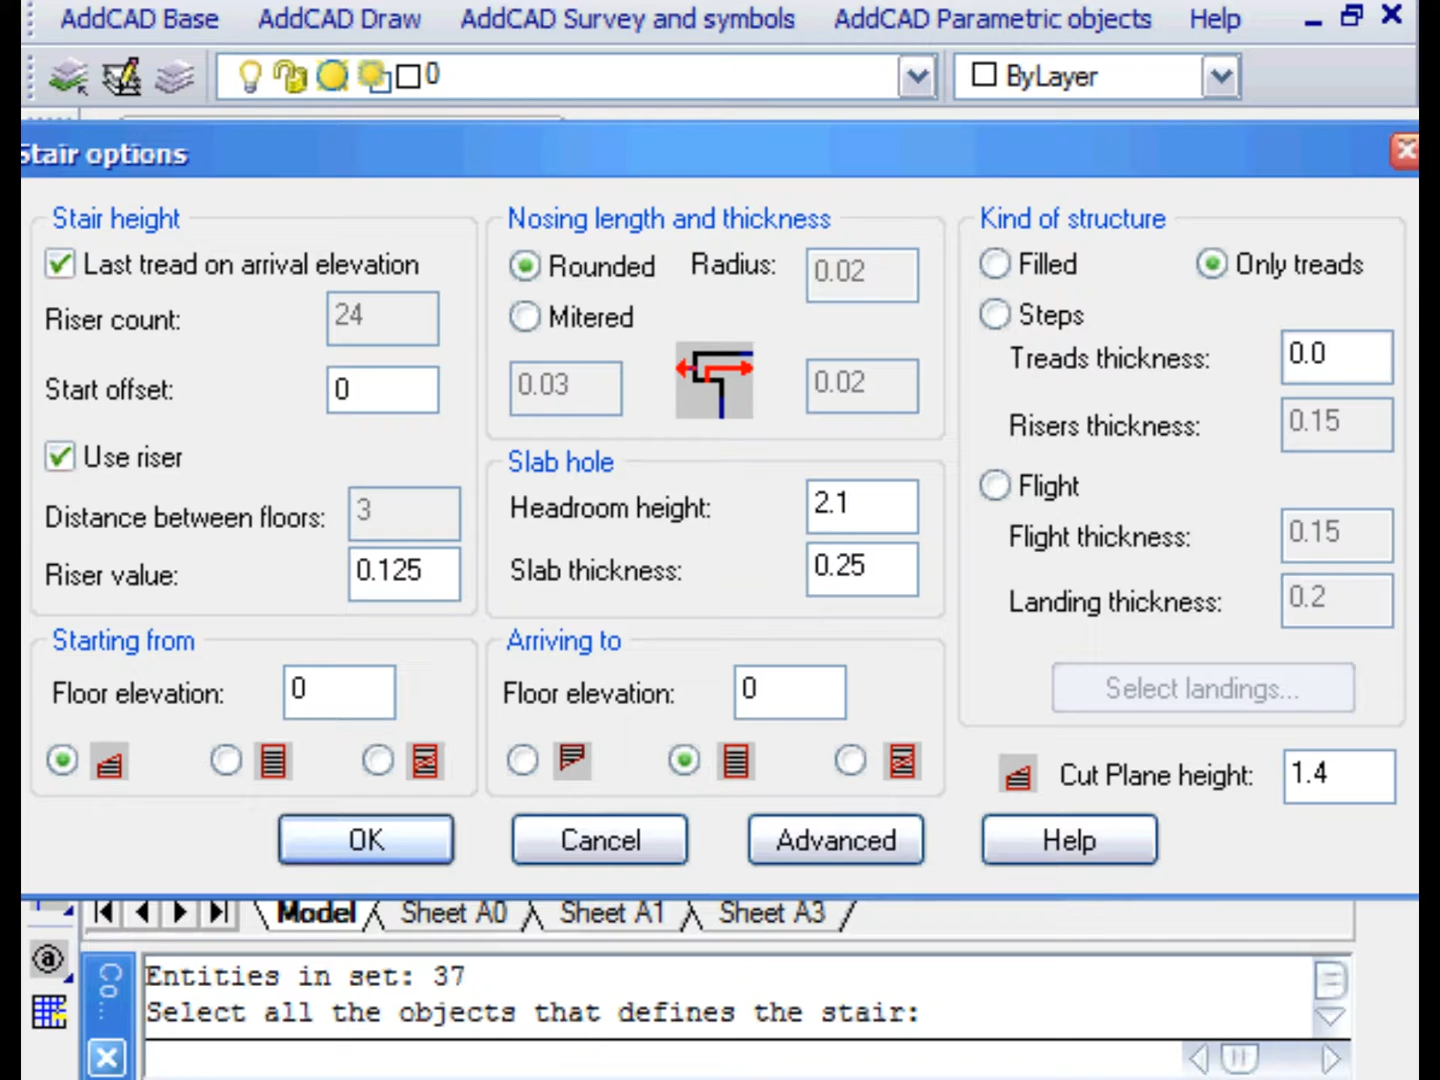 AddCAD Base AddCAD Draw AddCAD Survey and symbols AddCAD Parametric objects Help
0 ByLayer
Stair options
Stair height
Last tread on arrival elevation
Riser count: 24
Start offset: 0
Use riser
Distance between floors: 3
Riser value: 0.125
Nosing length and thickness
Rounded Radius: 0.02
Mitered
0.03 0.02
Slab hole
Headroom height: 2.1
Slab thickness: 0.25
Kind of structure
Filled Only treads
Steps
Treads thickness: 0.0
Risers thickness: 0.15
Flight
Flight thickness: 0.15
Landing thickness: 0.2
Select landings...
Starting from
Floor elevation: 0
Arriving to
Floor elevation: 0
Cut Plane height: 1.4
OK Cancel Advanced Help
Model Sheet A0 Sheet A1 Sheet A3
Co...
Entities in set: 37
Select all the objects that defines the stair: